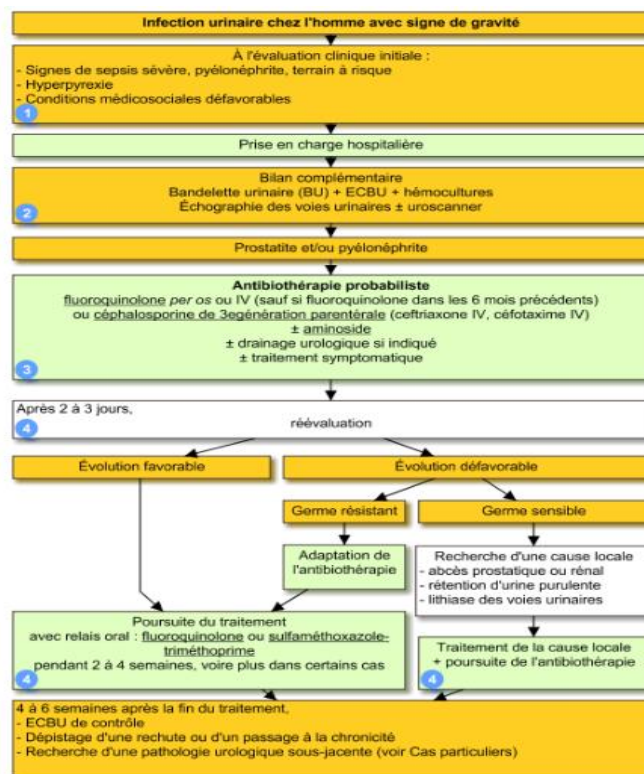 Infection urinaire chez l'homme avec signe de gravité
À l'évaluation clinique initiale :
- Signes de sepsis sévère, pyélonéphrite, terrain à risque
- Hyperpyrexie
- Conditions médicosociales défavorables
1
Prise en charge hospitalière
Bilan complémentaire
Bandelette urinaire (BU) + ECBU + hémocultures
Échographie des voies urinaires ± uroscanner
2
Prostatite et/ou pyélonéphrite
Antibiothérapie probabiliste
fluoroquinolone per os ou IV (sauf si fluoroquinolone dans les 6 mois précédents)
ou céphalosporine de 3egénération parentérale (ceftriaxone IV, céfotaxime IV)
± aminoside
± drainage urologique si indiqué
± traitement symptomatique
3
Après 2 à 3 jours,
réévaluation
4
Évolution favorable
Évolution défavorable
Germe résistant
Germe sensible
Adaptation de
l'antibiothérapie
Recherche d'une cause locale
- abcès prostatique ou rénal
- rétention d'urine purulente
- lithiase des voies urinaires
Poursuite du traitement
avec relais oral : fluoroquinolone ou sulfaméthoxazole-
triméthoprime
pendant 2 à 4 semaines, voire plus dans certains cas
4
Traitement de la cause locale
+ poursuite de l'antibiothérapie
4
4 à 6 semaines après la fin du traitement,
- ECBU de contrôle
- Dépistage d'une rechute ou d'un passage à la chronicité
- Recherche d'une pathologie urologique sous-jacente (voir Cas particuliers)